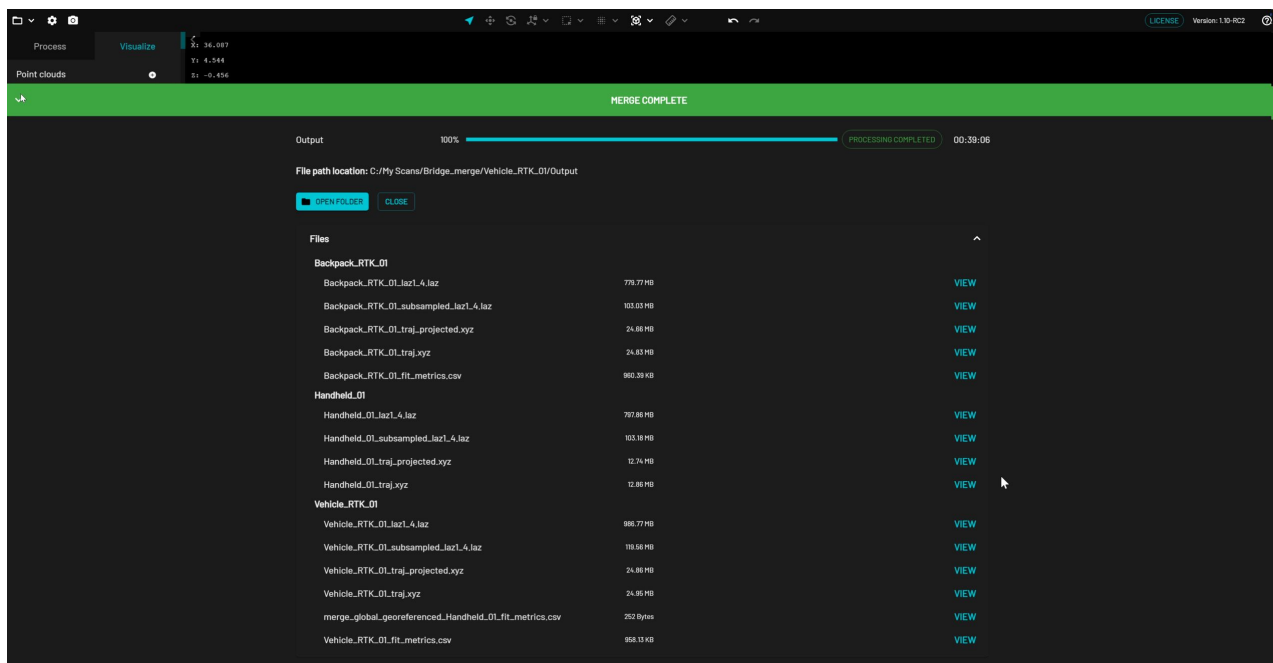 LICENSE Version: 1.10-RC2
Process Visualize X: 36.087
Y: 4.544
Point clouds Z: -0.456
MERGE COMPLETE
Output 100% PROCESSING COMPLETED 00:39:06
File path location: C:/My Scans/Bridge_merge/Vehicle_RTK_01/Output
OPEN FOLDER CLOSE
Files
Backpack_RTK_01
Backpack_RTK_01_laz1_4.laz 779.77 MB VIEW
Backpack_RTK_01_subsampled_laz1_4.laz 103.03 MB VIEW
Backpack_RTK_01_traj_projected.xyz 24.66 MB VIEW
Backpack_RTK_01_traj.xyz 24.83 MB VIEW
Backpack_RTK_01_fit_metrics.csv 960.39 KB VIEW
Handheld_01
Handheld_01_laz1_4.laz 797.86 MB VIEW
Handheld_01_subsampled_laz1_4.laz 103.18 MB VIEW
Handheld_01_traj_projected.xyz 12.74 MB VIEW
Handheld_01_traj.xyz 12.86 MB VIEW
Vehicle_RTK_01
Vehicle_RTK_01_laz1_4.laz 986.77 MB VIEW
Vehicle_RTK_01_subsampled_laz1_4.laz 119.56 MB VIEW
Vehicle_RTK_01_traj_projected.xyz 24.86 MB VIEW
Vehicle_RTK_01_traj.xyz 24.95 MB VIEW
merge_global_georeferenced_Handheld_01_fit_metrics.csv 252 Bytes VIEW
Vehicle_RTK_01_fit_metrics.csv 958.13 KB VIEW